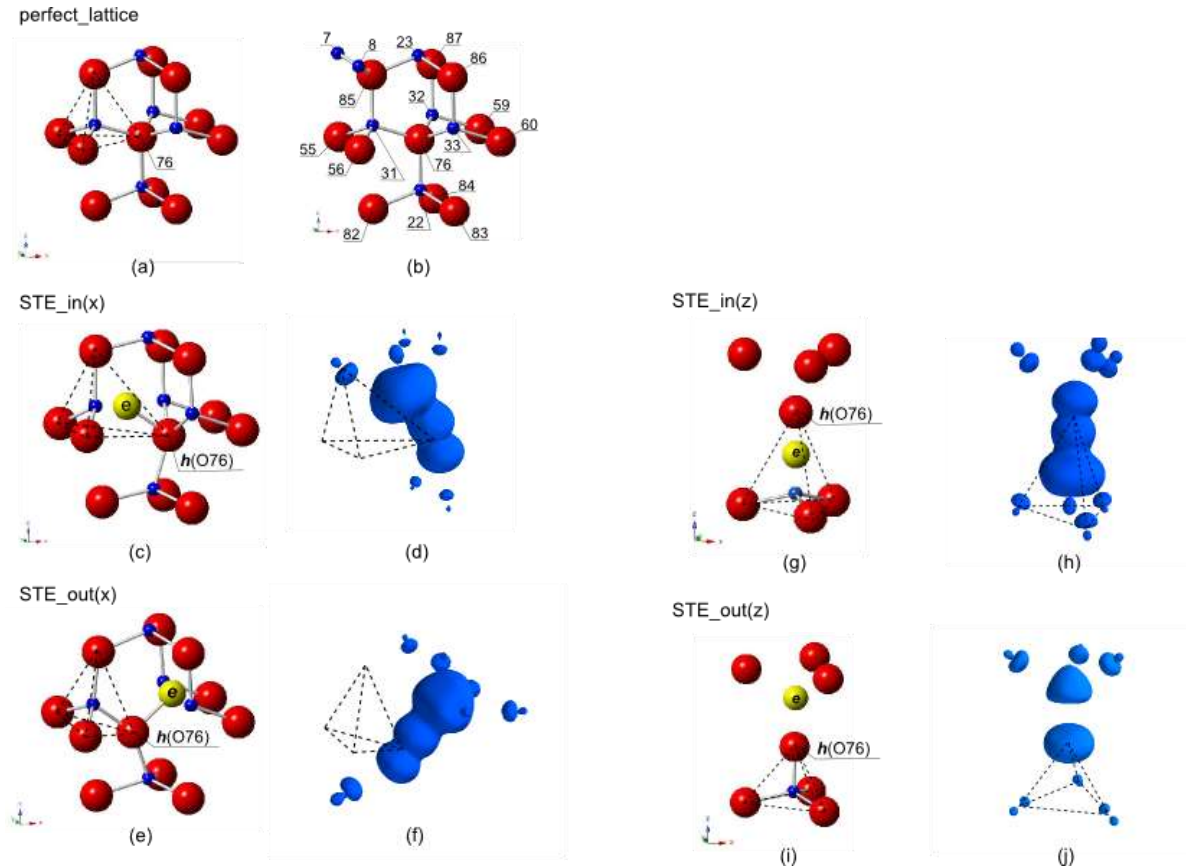 perfect_lattice
76
(a)
7
8
23
87
86
85
32
59
60
55
56
33
76
31
84
82
22
83
(b)
STE_in(x)
e
h(O76)
(c)
(d)
STE_in(z)
h(O76)
e
(g)
(h)
STE_out(x)
e
h(O76)
(e)
(f)
STE_out(z)
e
h(O76)
(i)
(j)